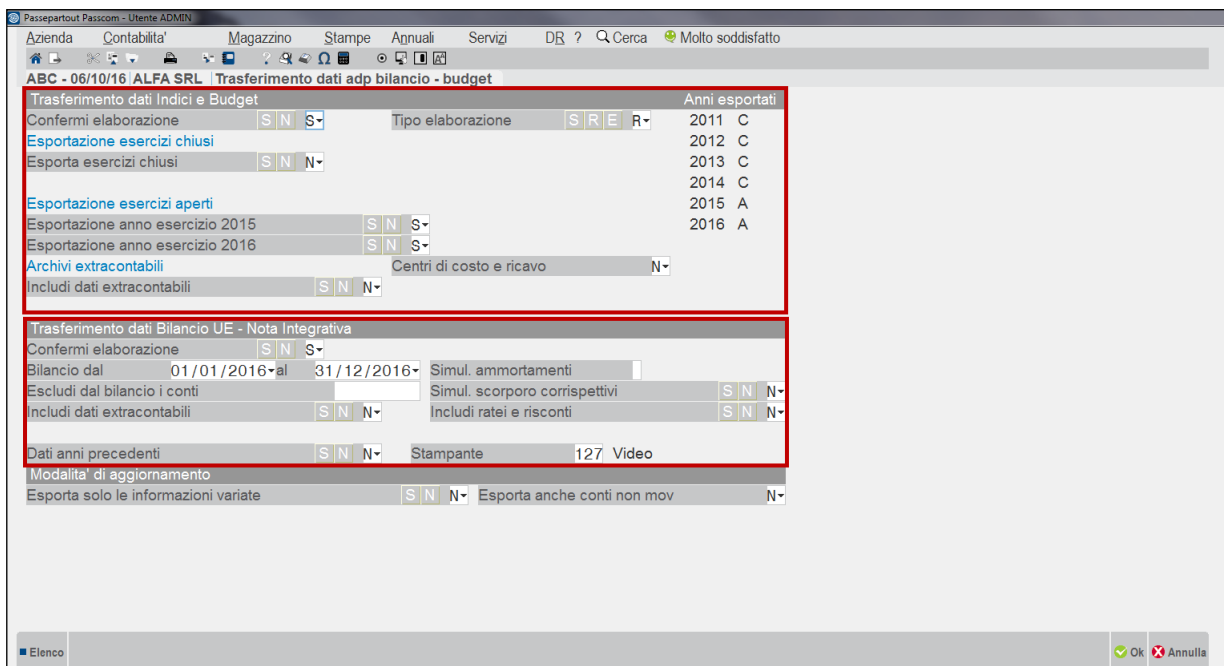 Passepartout Passcom - Utente ADMIN
Azienda Contabilita' Magazzino Stampe Annuali Servizi DR ? Cerca Molto soddisfatto
ABC - 06/10/16 ALFA SRL Trasferimento dati adp bilancio - budget
Trasferimento dati Indici e Budget Anni esportati
Confermi elaborazione S N S Tipo elaborazione S R E R 2011 C
Esportazione esercizi chiusi 2012 C
Esporta esercizi chiusi S N N 2013 C
2014 C
Esportazione esercizi aperti 2015 A
Esportazione anno esercizio 2015 S N S 2016 A
Esportazione anno esercizio 2016 S N S
Archivi extracontabili Centri di costo e ricavo N
Includi dati extracontabili S N N
Trasferimento dati Bilancio UE - Nota Integrativa
Confermi elaborazione S N S
Bilancio dal 01/01/2016 al 31/12/2016 Simul. ammortamenti
Escludi dal bilancio i conti Simul. scorporo corrispettivi S N N
Includi dati extracontabili S N N Includi ratei e risconti S N N
Dati anni precedenti S N N Stampante 127 Video
Modalita' di aggiornamento
Esporta solo le informazioni variate S N N Esporta anche conti non mov N
Elenco Ok Annulla